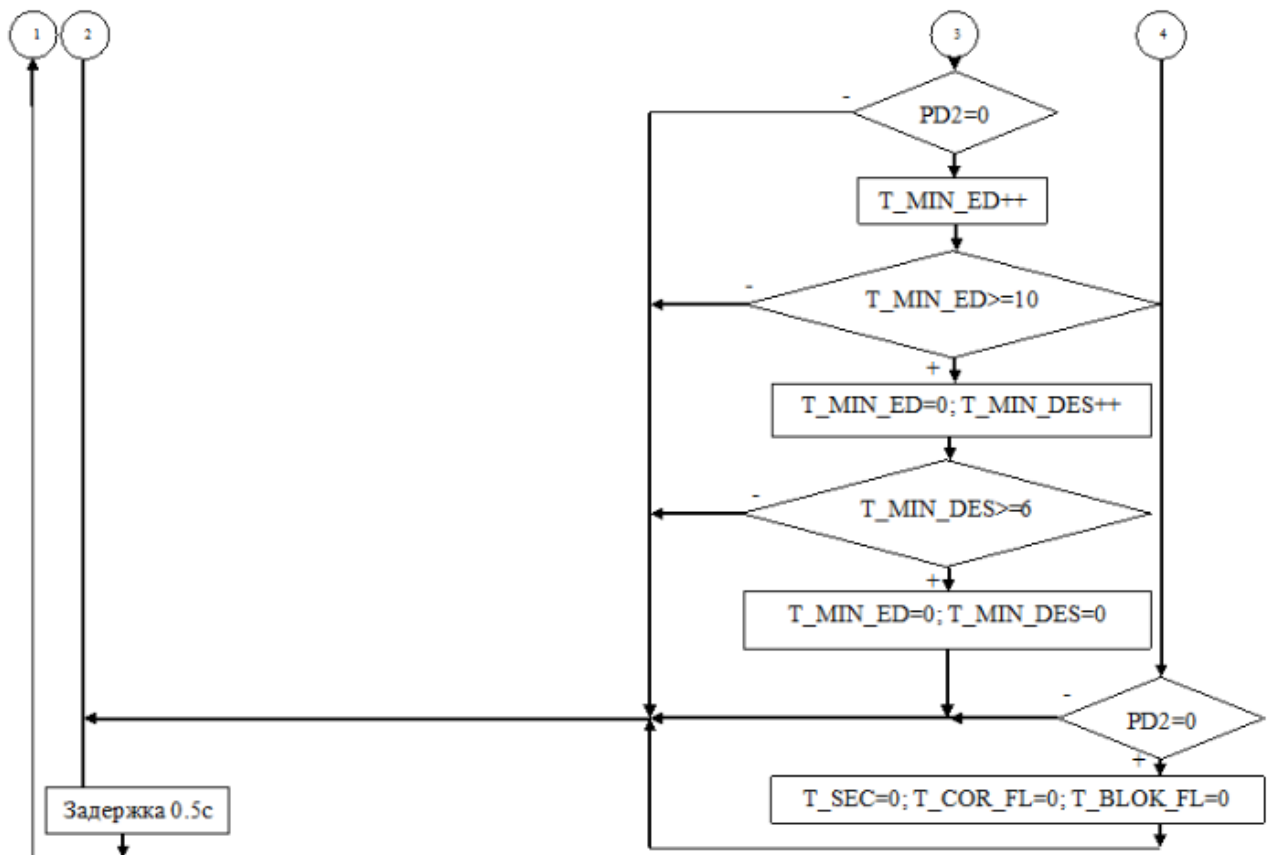 1 2 3 4
-
PD2=0
T_MIN_ED++
-
T_MIN_ED>=10
+
T_MIN_ED=0; T_MIN_DES++
-
T_MIN_DES>=6
+
T_MIN_ED=0; T_MIN_DES=0
-
PD2=0
+
Задержка 0.5с
T_SEC=0; T_COR_FL=0; T_BLOK_FL=0